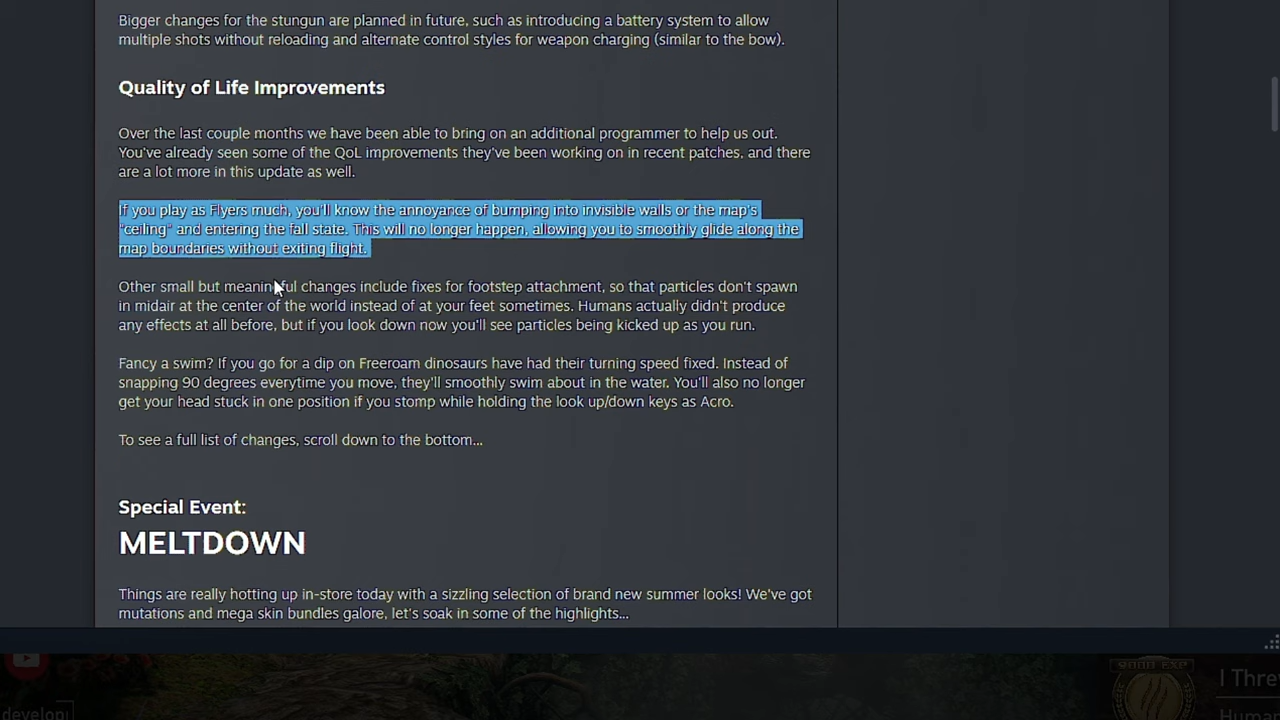 Bigger changes for the stungun are planned in future, such as introducing a battery system to allow
multiple shots without reloading and alternate control styles for weapon charging (similar to the bow).
Quality of Life Improvements
Over the last couple months we have been able to bring on an additional programmer to help us out.
You've already seen some of the QoL improvements they've been working on in recent patches, and there
are a lot more in this update as well.
If you play as Flyers much, you'll know the annoyance of bumping into invisible walls or the map's
"ceiling" and entering the fall state. This will no longer happen, allowing you to smoothly glide along the
map boundaries without exiting flight.
Other small but meaningful changes include fixes for footstep attachment, so that particles don't spawn
in midair at the center of the world instead of at your feet sometimes. Humans actually didn't produce
any effects at all before, but if you look down now you'll see particles being kicked up as you run.
Fancy a swim? If you go for a dip on Freeroam dinosaurs have had their turning speed fixed. Instead of
snapping 90 degrees everytime you move, they'll smoothly swim about in the water. You'll also no longer
get your head stuck in one position if you stomp while holding the look up/down keys as Acro.
To see a full list of changes, scroll down to the bottom...
Special Event:
MELTDOWN
Things are really hotting up in-store today with a sizzling selection of brand new summer looks! We've got
mutations and mega skin bundles galore, let's soak in some of the highlights...
9000 EXP
I Thre
Human
developi